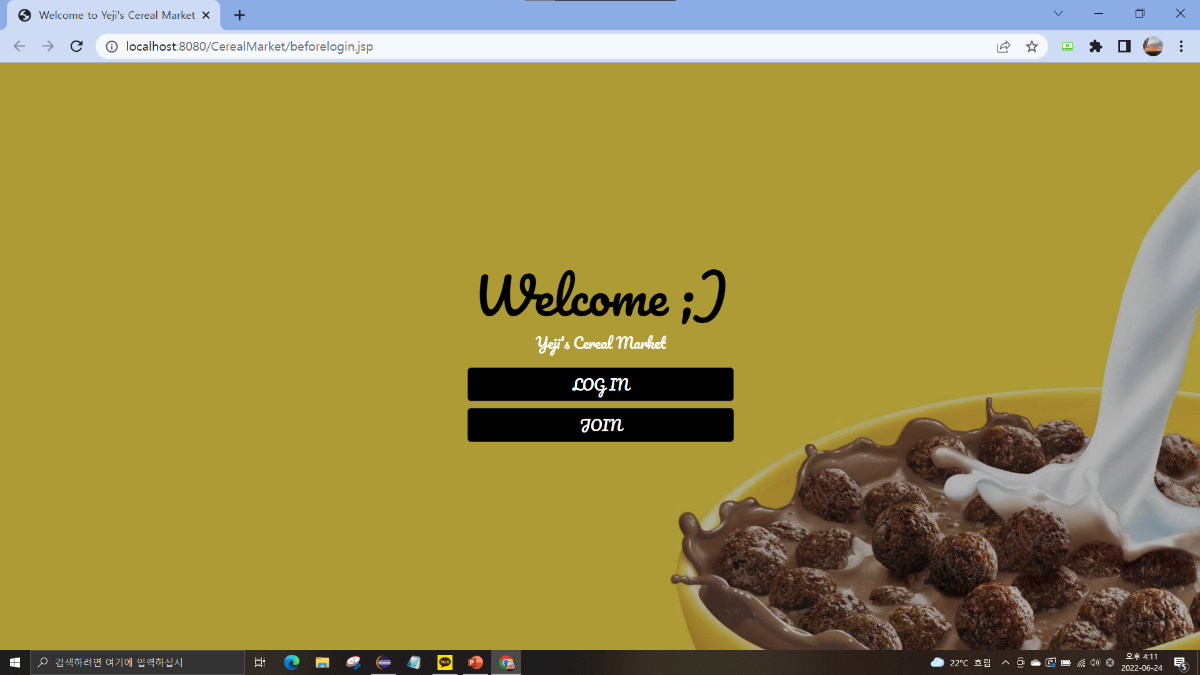 Welcome to Yeji's Cereal Market
localhost:8080/CerealMarket/beforelogin.jsp
Welcome ;)
Yeji's Cereal Market
LOG IN
JOIN
검색하려면 여기에 입력하십시
22°C 흐림
오후 4:11
2022-06-24
5